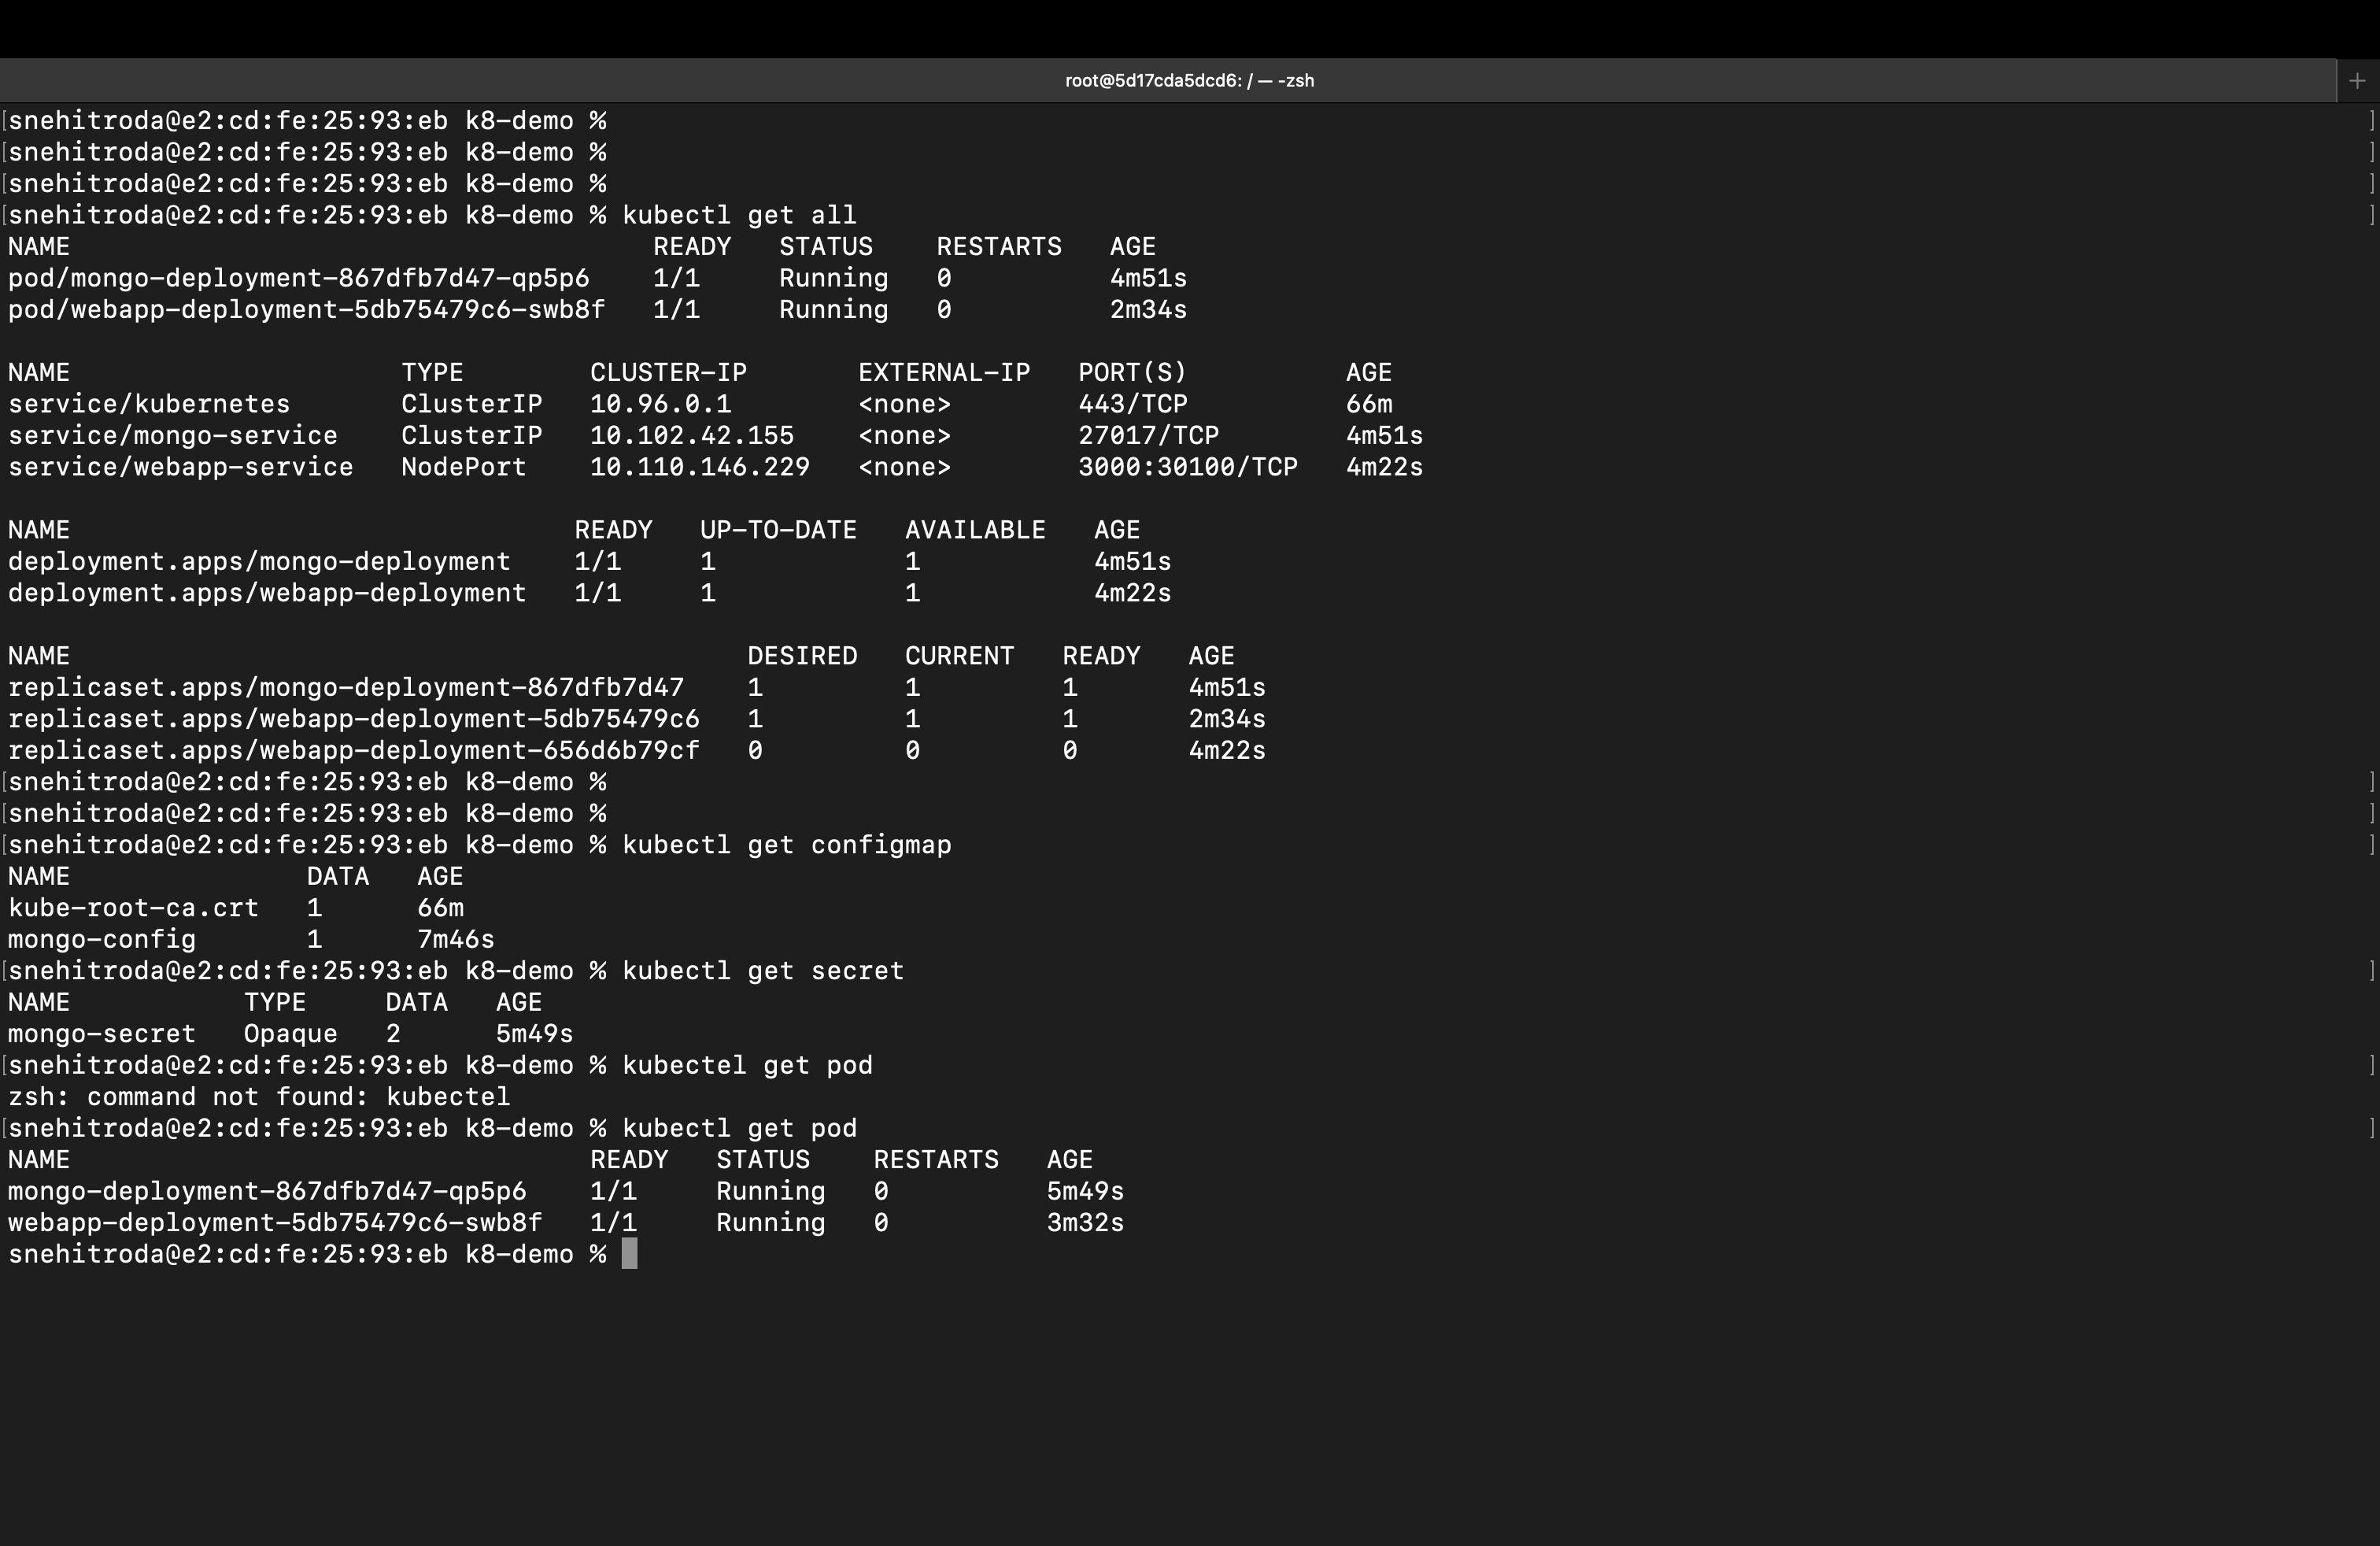 root@5d17cda5dcd6: / — -zsh
snehitroda@e2:cd:fe:25:93:eb k8-demo %
snehitroda@e2:cd:fe:25:93:eb k8-demo %
snehitroda@e2:cd:fe:25:93:eb k8-demo %
snehitroda@e2:cd:fe:25:93:eb k8-demo % kubectl get all
NAME READY STATUS RESTARTS AGE
pod/mongo-deployment-867dfb7d47-qp5p6 1/1 Running 0 4m51s
pod/webapp-deployment-5db75479c6-swb8f 1/1 Running 0 2m34s
NAME TYPE CLUSTER-IP EXTERNAL-IP PORT(S) AGE
service/kubernetes ClusterIP 10.96.0.1 <none> 443/TCP 66m
service/mongo-service ClusterIP 10.102.42.155 <none> 27017/TCP 4m51s
service/webapp-service NodePort 10.110.146.229 <none> 3000:30100/TCP 4m22s
NAME READY UP-TO-DATE AVAILABLE AGE
deployment.apps/mongo-deployment 1/1 1 1 4m51s
deployment.apps/webapp-deployment 1/1 1 1 4m22s
NAME DESIRED CURRENT READY AGE
replicaset.apps/mongo-deployment-867dfb7d47 1 1 1 4m51s
replicaset.apps/webapp-deployment-5db75479c6 1 1 1 2m34s
replicaset.apps/webapp-deployment-656d6b79cf 0 0 0 4m22s
snehitroda@e2:cd:fe:25:93:eb k8-demo %
snehitroda@e2:cd:fe:25:93:eb k8-demo %
snehitroda@e2:cd:fe:25:93:eb k8-demo % kubectl get configmap
NAME DATA AGE
kube-root-ca.crt 1 66m
mongo-config 1 7m46s
snehitroda@e2:cd:fe:25:93:eb k8-demo % kubectl get secret
NAME TYPE DATA AGE
mongo-secret Opaque 2 5m49s
snehitroda@e2:cd:fe:25:93:eb k8-demo % kubectel get pod
zsh: command not found: kubectel
snehitroda@e2:cd:fe:25:93:eb k8-demo % kubectl get pod
NAME READY STATUS RESTARTS AGE
mongo-deployment-867dfb7d47-qp5p6 1/1 Running 0 5m49s
webapp-deployment-5db75479c6-swb8f 1/1 Running 0 3m32s
snehitroda@e2:cd:fe:25:93:eb k8-demo %